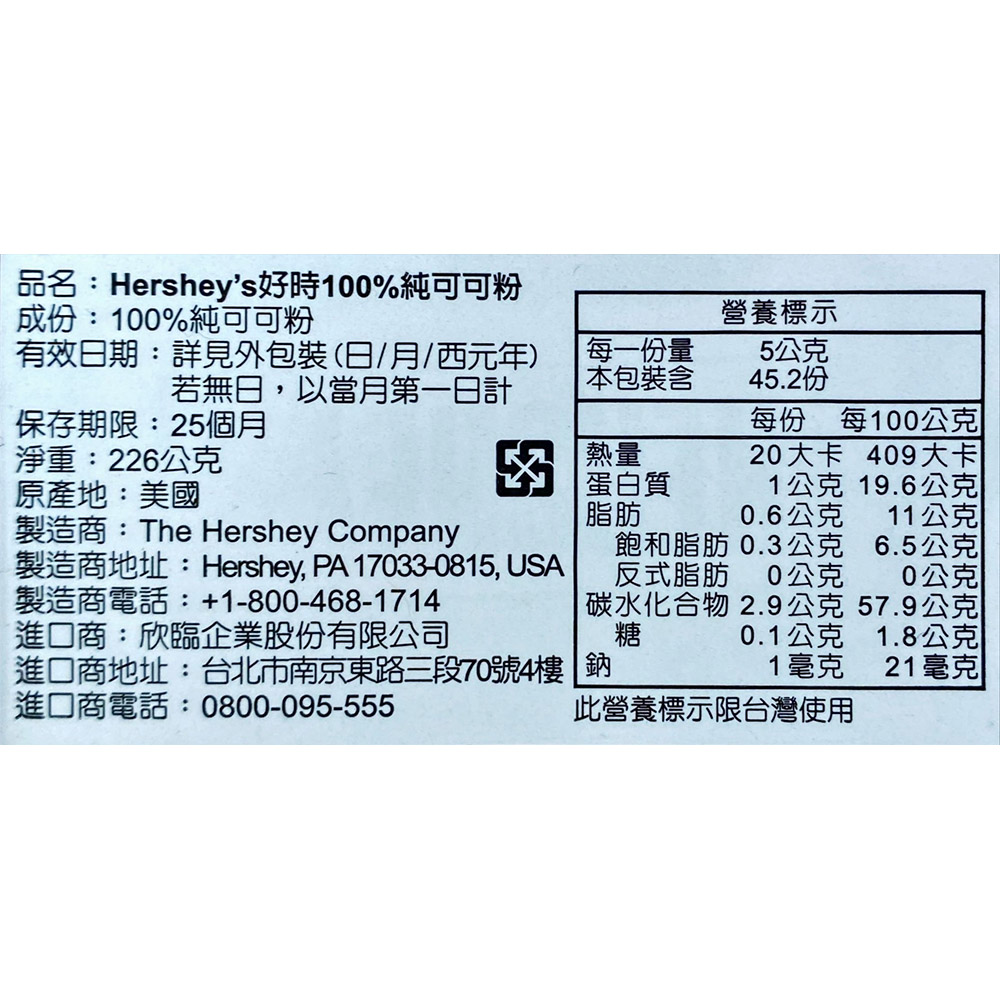 品名：Hershey's好時100%純可可粉
成份：100%純可可粉
有效日期：詳見外包裝(日/月/西元年)
若無日，以當月第一日計
保存期限：25個月
淨重：226公克
原產地：美國
製造商：The Hershey Company
製造商地址：Hershey, PA 17033-0815, USA
製造商電話：+1-800-468-1714
進口商：欣臨企業股份有限公司
進口商地址：台北市南京東路三段70號4樓
進口商電話：0800-095-555
營養標示
每一份量 5公克
本包裝含 45.2份
每份 每100公克
熱量 20大卡 409大卡
蛋白質 1公克 19.6公克
脂肪 0.6公克 11公克
飽和脂肪 0.3公克 6.5公克
反式脂肪 0公克 0公克
碳水化合物 2.9公克 57.9公克
糖 0.1公克 1.8公克
鈉 1毫克 21毫克
此營養標示限台灣使用